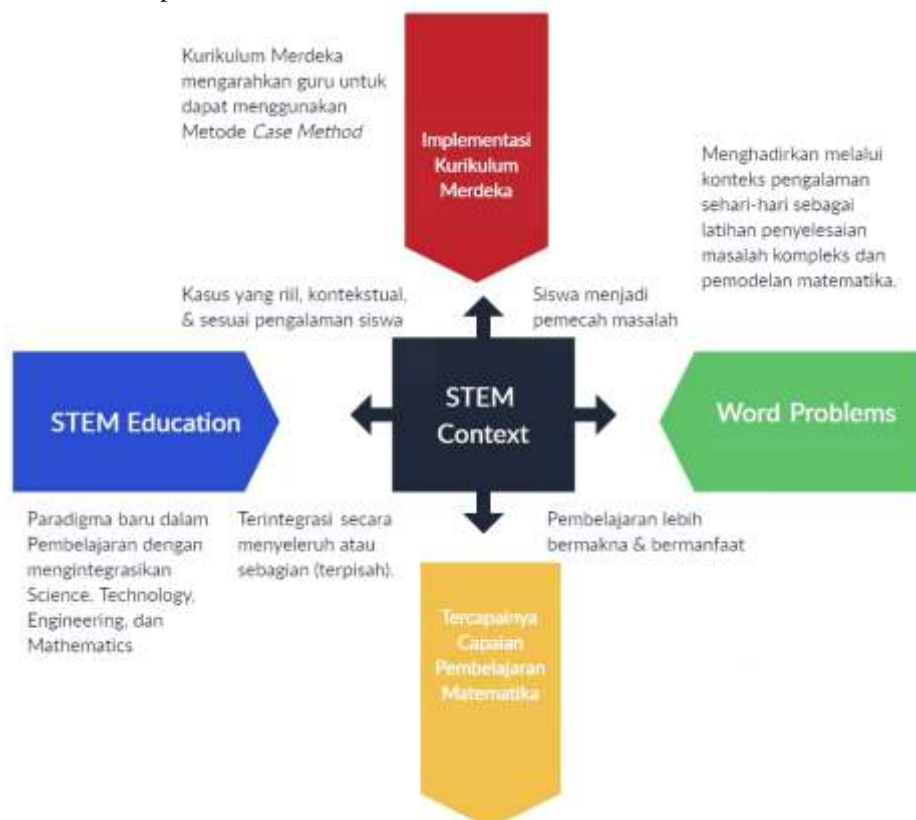 Kurikulum Merdeka
mengarahkan guru untuk
dapat menggunakan
Metode Case Method
Implementasi
Kurikulum
Merdeka
Menghadirkan melalui
konteks pengalaman
sehari-hari sebagai
latihan penyelesaian
masalah kompleks dan
pemodelan matematika.
Kasus yang riil, kontekstual,
& sesuai pengalaman siswa
Siswa menjadi
pemecah masalah
STEM Education
STEM
Context
Word Problems
Paradigma baru dalam
Pembelajaran dengan
mengintegrasikan
Science, Technology,
Engineering, dan
Mathematics
Terintegrasi secara
menyeluruh atau
sebagian (terpisah).
Pembelajaran lebih
bermakna & bermanfaat
Tercapainya
Capaian
Pembelajaran
Matematika